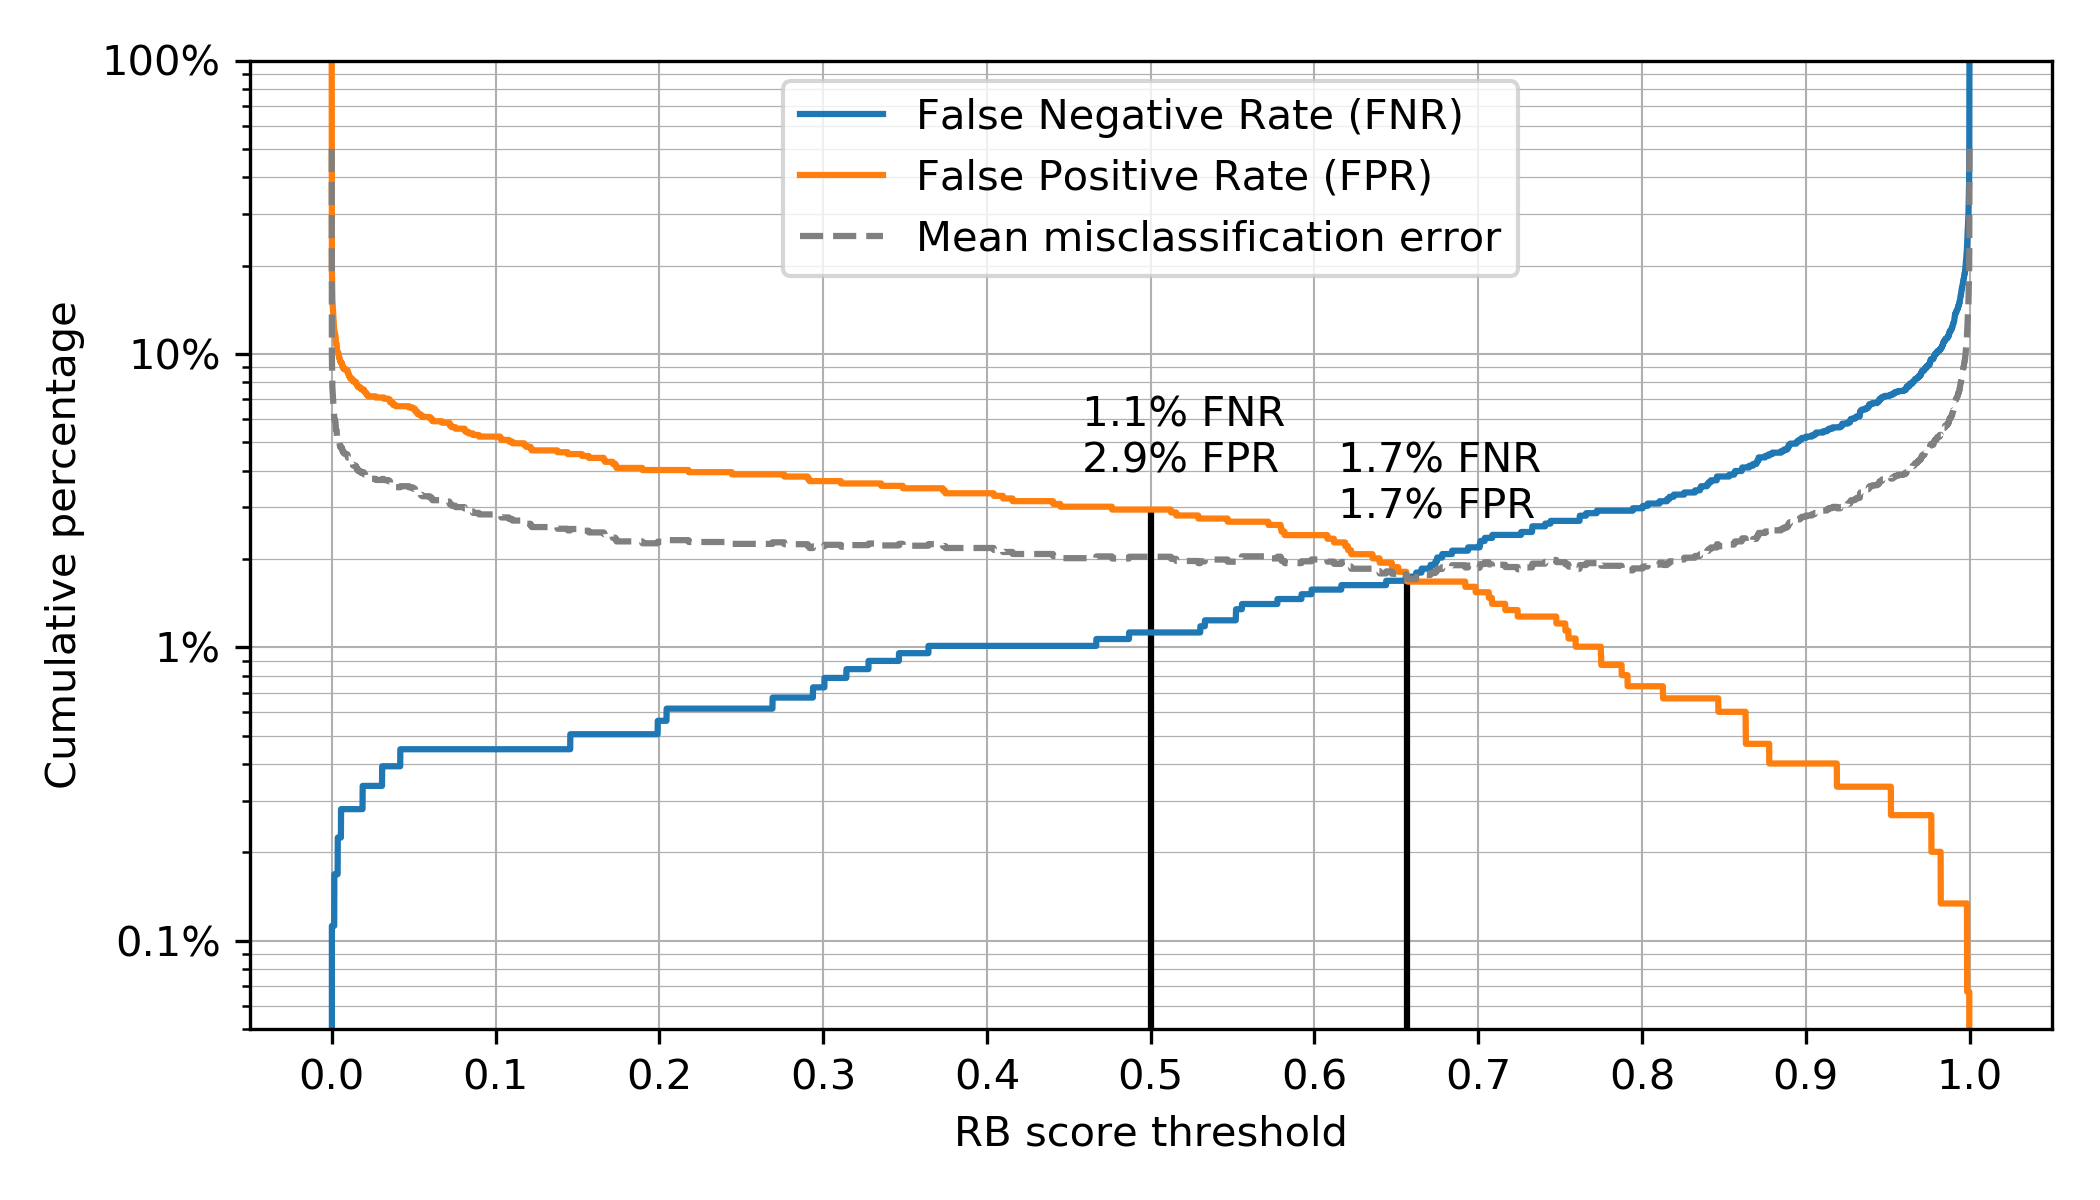 100%
10%
1%
0.1%
Cumulative percentage
False Negative Rate (FNR)
False Positive Rate (FPR)
Mean misclassification error
1.1% FNR
2.9% FPR
1.7% FNR
1.7% FPR
0.0 0.1 0.2 0.3 0.4 0.5 0.6 0.7 0.8 0.9 1.0
RB score threshold